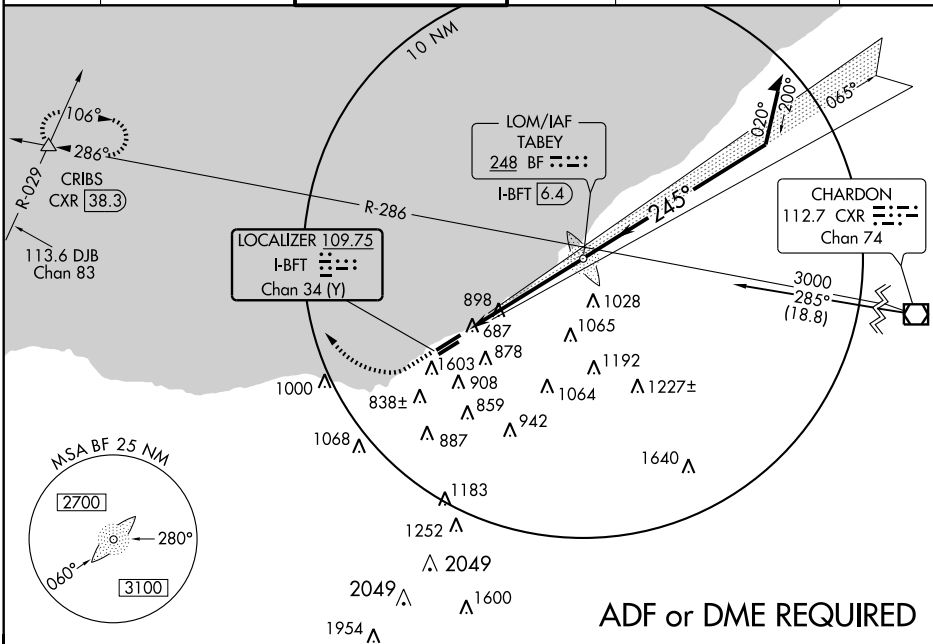 10 NM
106°
286°
CRIBS
CXR 38.3
R-029
113.6 DJB
Chan 83
R-286
LOM/IAF
TABEY
248 BF
I-BFT 6.4
020°
200°
065°
245°
CHARDON
112.7 CXR
Chan 74
3000
285°
(18.8)
LOCALIZER 109.75
I-BFT
Chan 34 (Y)
898
687
1028
1065
878
1603
1192
1000
908
1064
1227±
838±
859
942
887
1068
1640
1183
1252
2049
2049
1600
1954
MSA BF 25 NM
2700
280°
060°
3100
ADF or DME REQUIRED